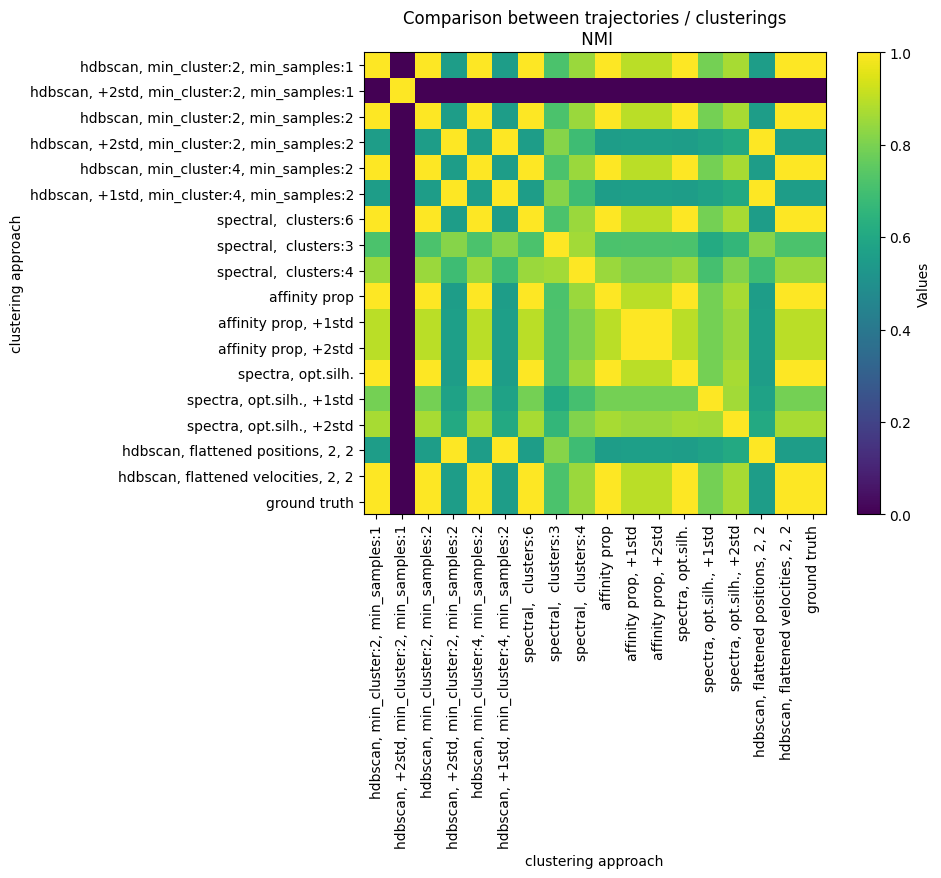 Comparison between trajectories / clusterings
NMI
clustering approach
hdbscan, min_cluster:2, min_samples:1
hdbscan, +2std, min_cluster:2, min_samples:1
hdbscan, min_cluster:2, min_samples:2
hdbscan, +2std, min_cluster:2, min_samples:2
hdbscan, min_cluster:4, min_samples:2
hdbscan, +1std, min_cluster:4, min_samples:2
spectral,  clusters:6
spectral,  clusters:3
spectral,  clusters:4
affinity prop
affinity prop, +1std
affinity prop, +2std
spectra, opt.silh.
spectra, opt.silh., +1std
spectra, opt.silh., +2std
hdbscan, flattened positions, 2, 2
hdbscan, flattened velocities, 2, 2
ground truth
hdbscan, min_cluster:2, min_samples:1
hdbscan, +2std, min_cluster:2, min_samples:1
hdbscan, min_cluster:2, min_samples:2
hdbscan, +2std, min_cluster:2, min_samples:2
hdbscan, min_cluster:4, min_samples:2
hdbscan, +1std, min_cluster:4, min_samples:2
spectral,  clusters:6
spectral,  clusters:3
spectral,  clusters:4
affinity prop
affinity prop, +1std
affinity prop, +2std
spectra, opt.silh.
spectra, opt.silh., +1std
spectra, opt.silh., +2std
hdbscan, flattened positions, 2, 2
hdbscan, flattened velocities, 2, 2
ground truth
clustering approach
1.0
0.8
0.6
0.4
0.2
0.0
Values